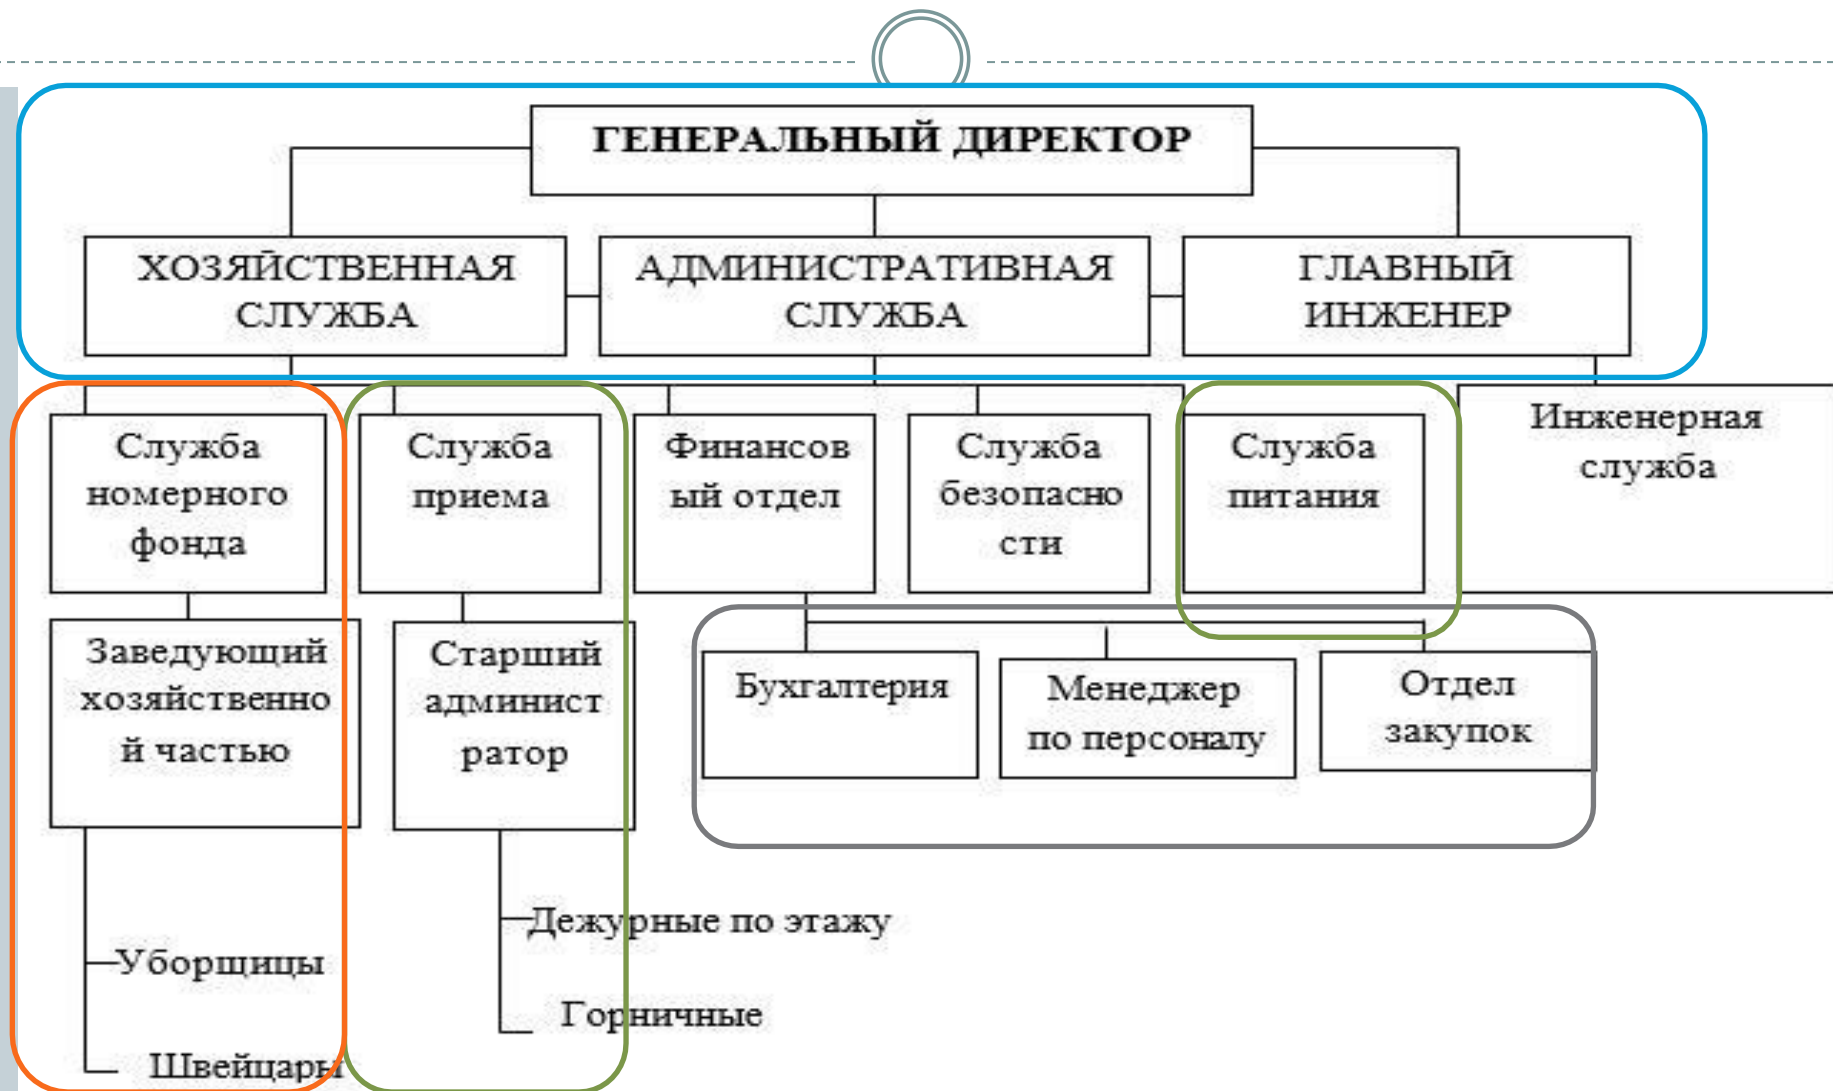 ГЕНЕРАЛЬНЫЙ ДИРЕКТОР
ХОЗЯЙСТВЕННАЯ
СЛУЖБА
АДМИНИСТРАТИВНАЯ
СЛУЖБА
ГЛАВНЫЙ
ИНЖЕНЕР
Служба
номерного
фонда
Служба
приема
Финансов
ый отдел
Служба
безопасно
сти
Служба
питания
Инженерная
служба
Заведующий
хозяйственно
й частью
Старший
админист
ратор
Бухгалтерия
Менеджер
по персоналу
Отдел
закупок
Дежурные по этажу
Уборщицы
Горничные
Швейцары